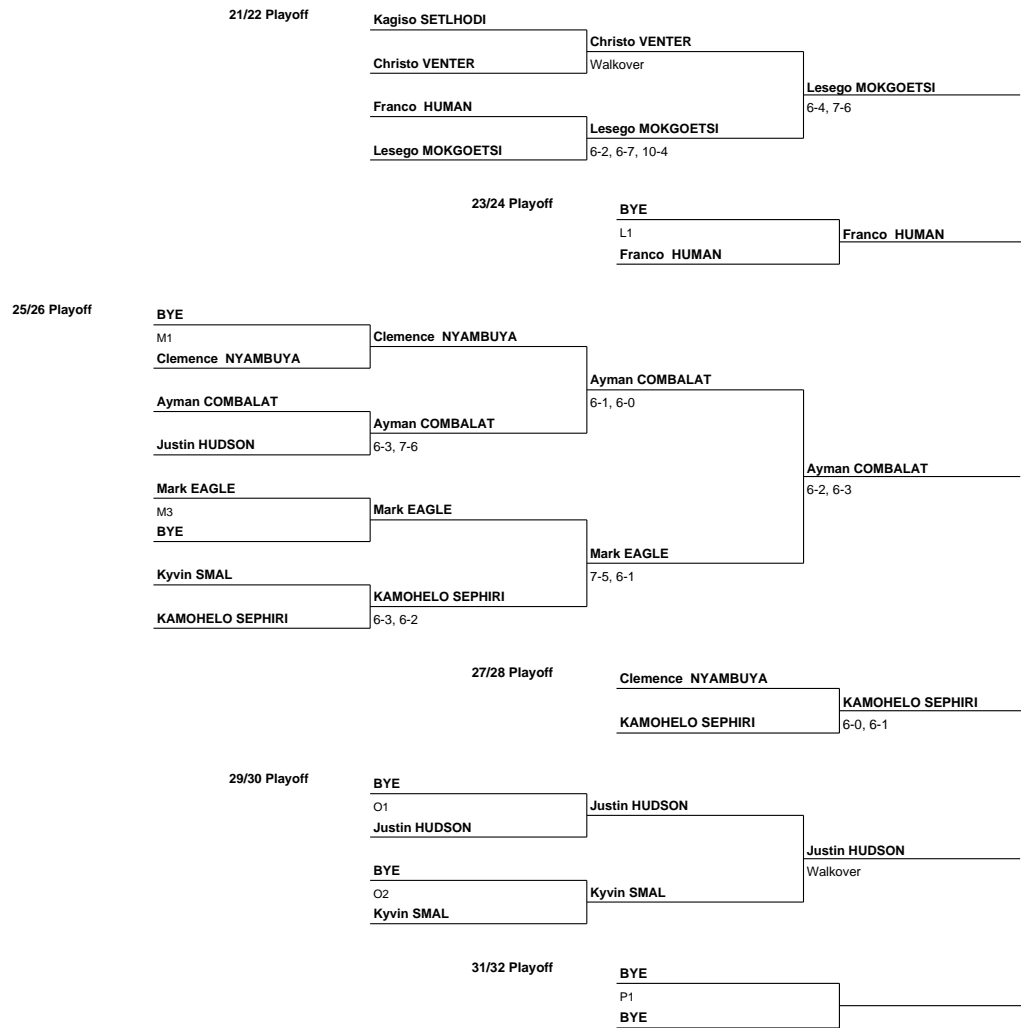 21/22 Playoff
Kagiso SETLHODI
Christo VENTER
Christo VENTER
Walkover
Lesego MOKGOETSI
6-4, 7-6
Franco HUMAN
Lesego MOKGOETSI
Lesego MOKGOETSI
6-2, 6-7, 10-4
23/24 Playoff
BYE
L1
Franco HUMAN
Franco HUMAN
25/26 Playoff
BYE
M1
Clemence NYAMBUYA
Clemence NYAMBUYA
Ayman COMBALAT
6-1, 6-0
Ayman COMBALAT
Ayman COMBALAT
Justin HUDSON
6-3, 7-6
Ayman COMBALAT
6-2, 6-3
Mark EAGLE
M3
Mark EAGLE
BYE
Mark EAGLE
7-5, 6-1
Kyvin SMAL
KAMOHELO SEPHIRI
KAMOHELO SEPHIRI
6-3, 6-2
27/28 Playoff
Clemence NYAMBUYA
KAMOHELO SEPHIRI
KAMOHELO SEPHIRI
6-0, 6-1
29/30 Playoff
BYE
O1
Justin HUDSON
Justin HUDSON
Justin HUDSON
Walkover
BYE
O2
Kyvin SMAL
Kyvin SMAL
31/32 Playoff
BYE
P1
BYE